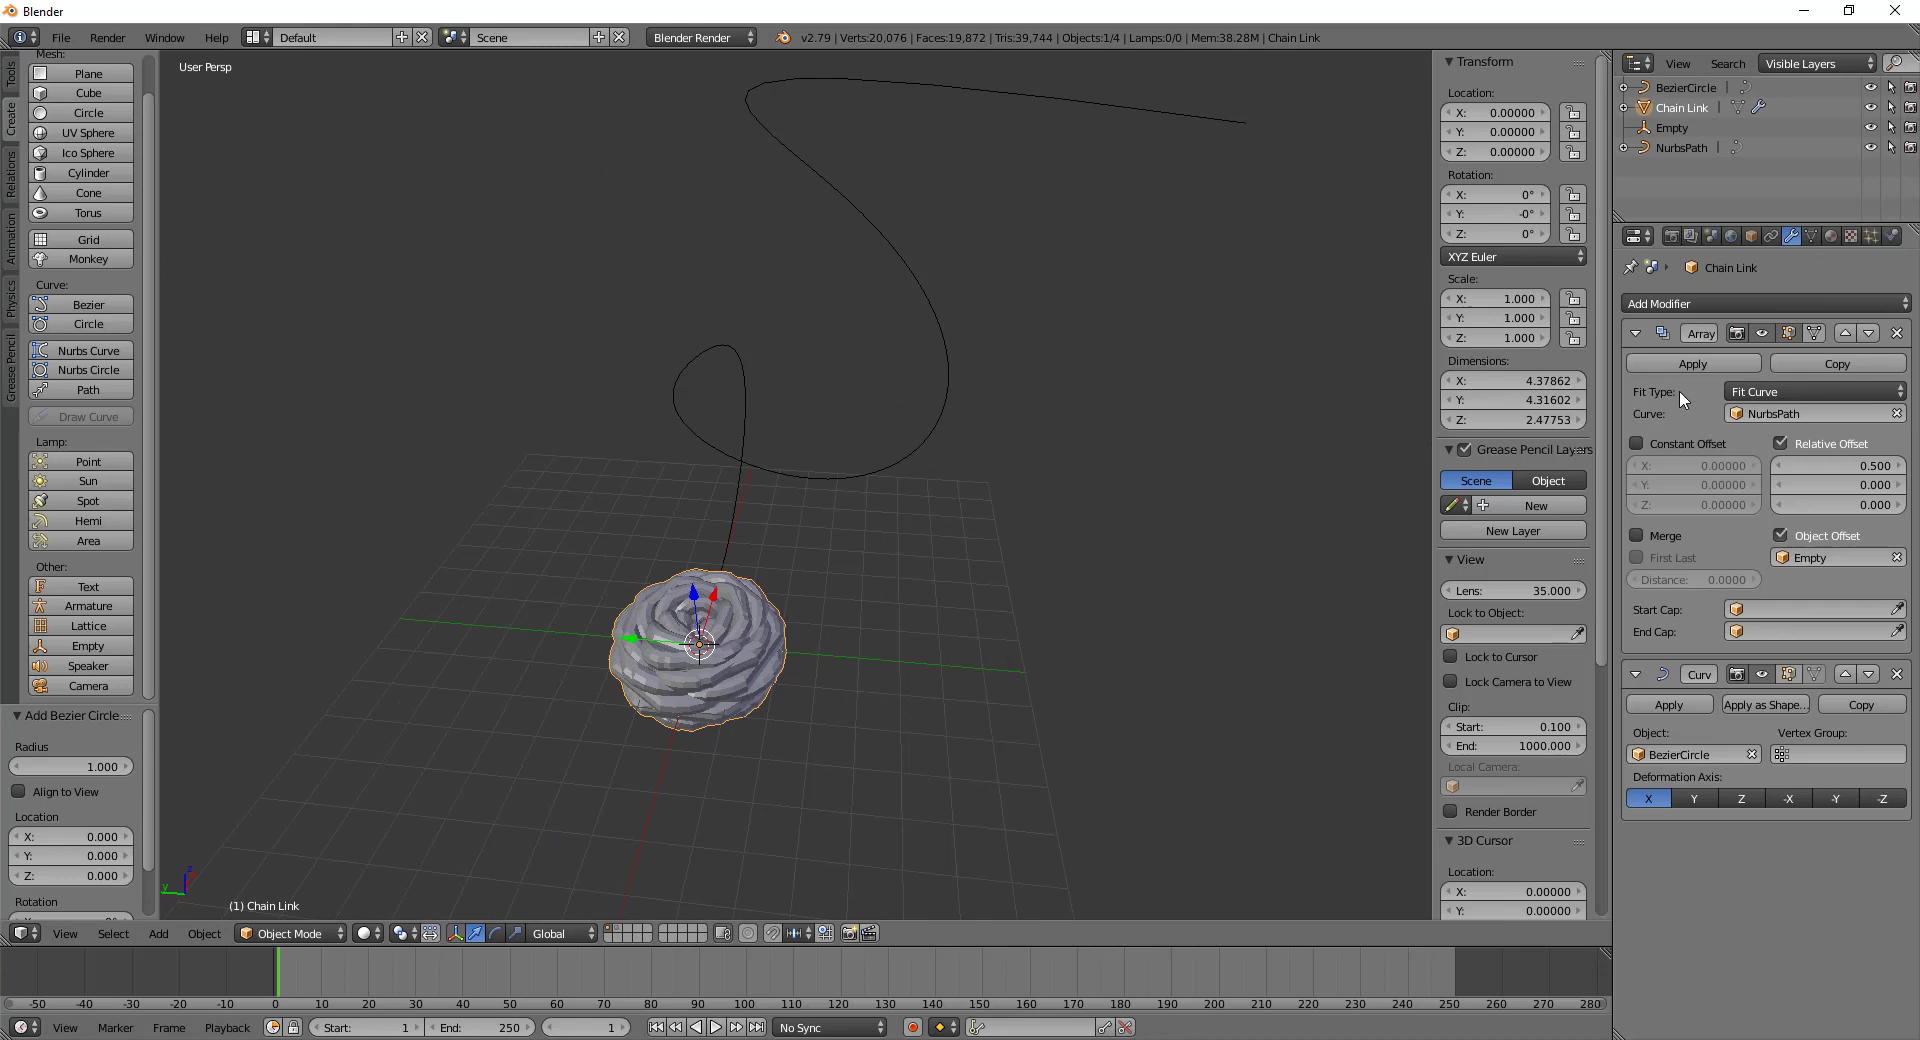 Blender
File Render Window Help Default Scene Blender Render v2.79 | Verts:20,076 | Faces:19,872 | Tris:39,744 | Objects:1/4 | Lamps:0/0 | Mem:38.28M | Chain Link
Tools
Create
Relations
Animation
Physics
Grease Pencil
Mesh:
Plane
Cube
Circle
UV Sphere
Ico Sphere
Cylinder
Cone
Torus
Grid
Monkey
Curve:
Bezier
Circle
Nurbs Curve
Nurbs Circle
Path
Draw Curve
Lamp:
Point
Sun
Spot
Hemi
Area
Other:
Text
Armature
Lattice
Empty
Speaker
Camera
Add Bezier Circle
Radius
1.000
Align to View
Location
X: 0.000
Y: 0.000
Z: 0.000
Rotation
User Persp
z
y
(1) Chain Link
View Select Add Object Object Mode Global
Transform
Location:
X: 0.00000
Y: 0.00000
Z: 0.00000
Rotation:
X: 0°
Y: -0°
Z: 0°
XYZ Euler
Scale:
X: 1.000
Y: 1.000
Z: 1.000
Dimensions:
X: 4.37862
Y: 4.31602
Z: 2.47753
Grease Pencil Layers
Scene Object
New
New Layer
View
Lens: 35.000
Lock to Object:
Lock to Cursor
Lock Camera to View
Clip:
Start: 0.100
End: 1000.000
Local Camera:
Render Border
3D Cursor
Location:
X: 0.00000
Y: 0.00000
View Search Visible Layers
BezierCircle
Chain Link
Empty
NurbsPath
Chain Link
Add Modifier
Array
Apply Copy
Fit Type: Fit Curve
Curve: NurbsPath
Constant Offset Relative Offset
X: 0.00000 0.500
Y: 0.00000 0.000
Z: 0.00000 0.000
Merge Object Offset
First Last Empty
Distance: 0.0000
Start Cap:
End Cap:
Curv
Apply Apply as Shape... Copy
Object: Vertex Group:
BezierCircle
Deformation Axis:
X Y Z -X -Y -Z
-50 -40 -30 -20 -10 0 10 20 30 40 50 60 70 80 90 100 110 120 130 140 150 160 170 180 190 200 210 220 230 240 250 260 270 280
View Marker Frame Playback Start: 1 End: 250 1 No Sync